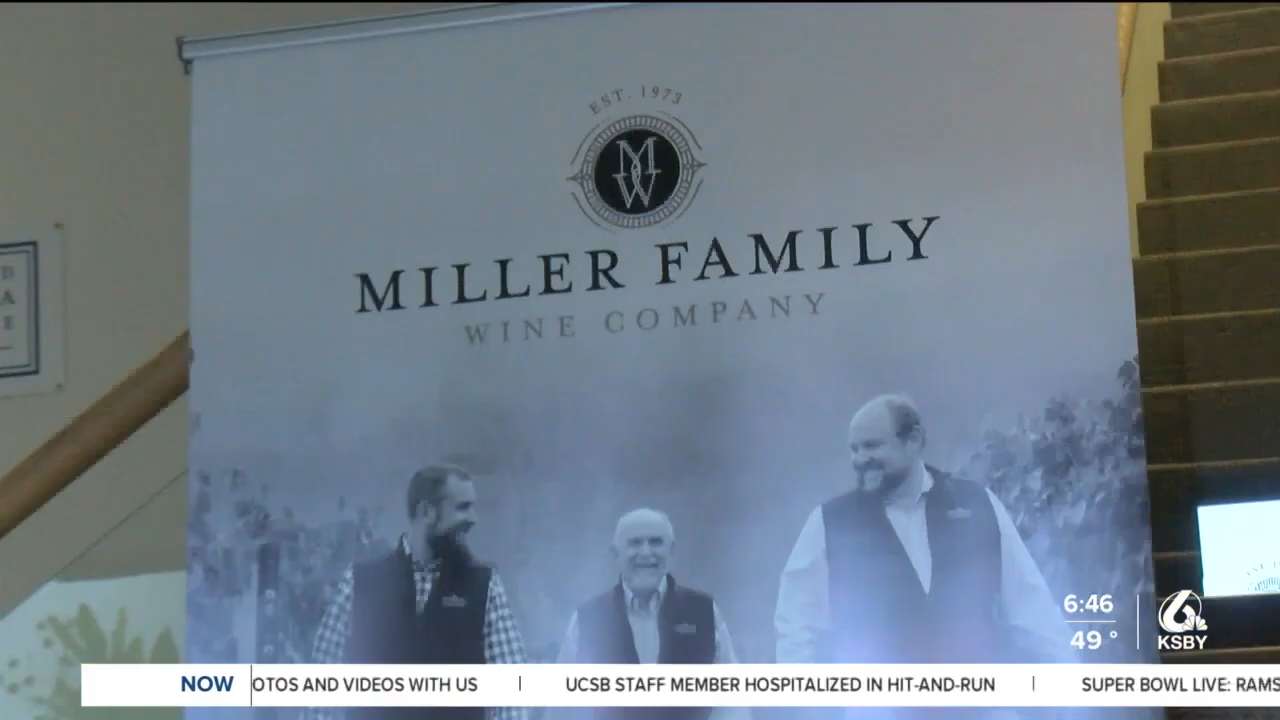 EST. 1973
MW
MILLER FAMILY
WINE COMPANY
D
A
E
6:46
49°
6
KSBY
NOW
OTOS AND VIDEOS WITH US | UCSB STAFF MEMBER HOSPITALIZED IN HIT-AND-RUN | SUPER BOWL LIVE: RAMS